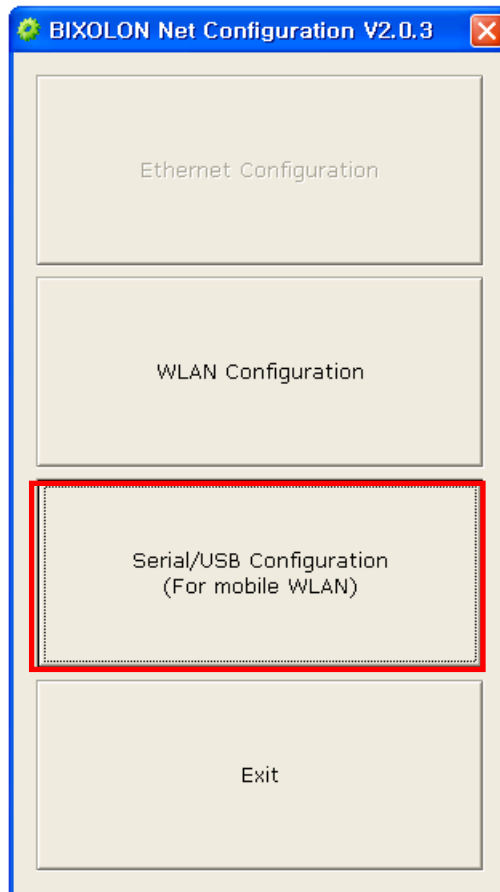 BIXOLON Net Configuration V2.0.3
Ethernet Configuration
WLAN Configuration
Serial/USB Configuration
(For mobile WLAN)
Exit